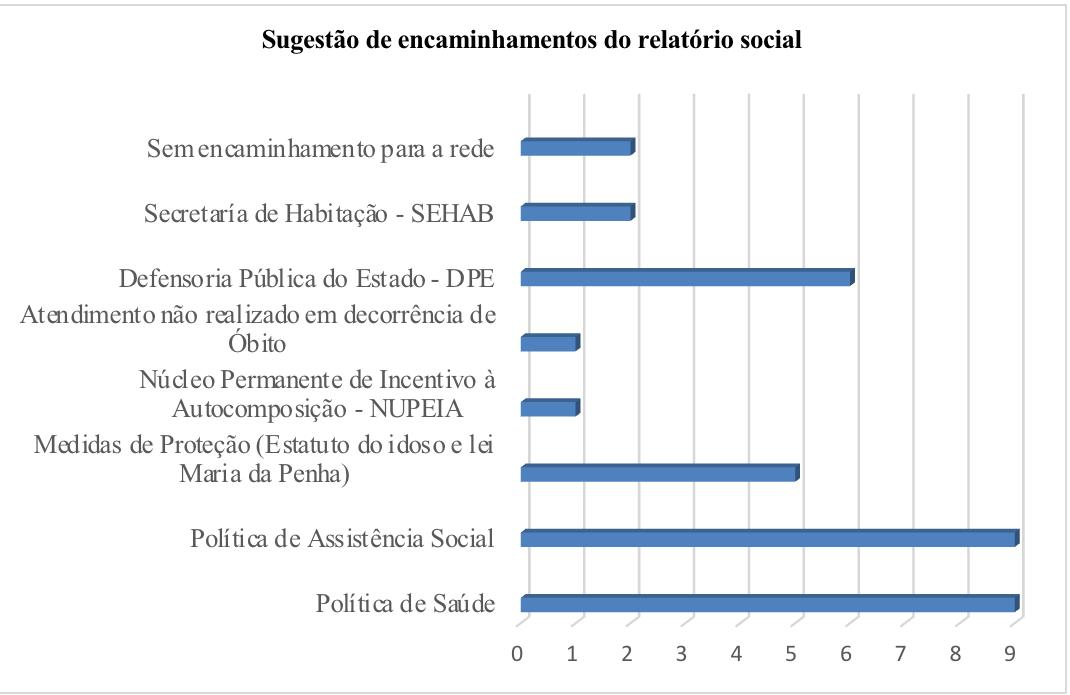 Sugestão de encaminhamentos do relatório social
Sem encaminhamento para a rede
Secretaría de Habitação - SEHAB
Defensoria Pública do Estado - DPE
Atendimento não realizado em decorrência de
Óbito
Núcleo Permanente de Incentivo à
Autocomposição - NUPEIA
Medidas de Proteção (Estatuto do idoso e lei
Maria da Penha)
Política de Assistência Social
Política de Saúde
0 1 2 3 4 5 6 7 8 9